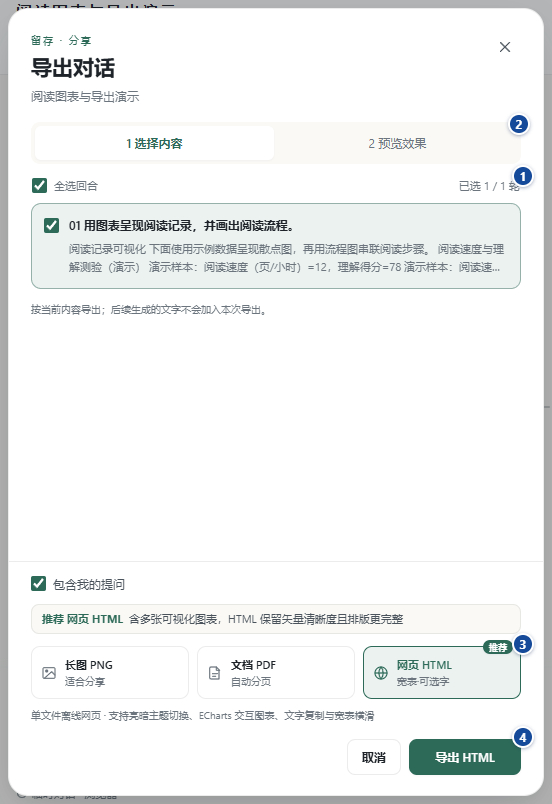 留存 · 分享
导出对话
阅读图表与导出演示
2
1 选择内容
2 预览效果
1
全选回合
已选 1 / 1 轮
01 用图表呈现阅读记录，并画出阅读流程。
阅读记录可视化 下面使用示例数据呈现散点图，再用流程图串联阅读步骤。 阅读速度与理
解测验（演示） 演示样本：阅读速度（页/小时）=12，理解得分=78 演示样本：阅读速...
按当前内容导出；后续生成的文字不会加入本次导出。
包含我的提问
推荐 网页 HTML 含多张可视化图表，HTML 保留矢量清晰度且排版更完整
推荐
3
长图 PNG
适合分享
文档 PDF
自动分页
网页 HTML
宽表·可选字
单文件离线网页 · 支持亮暗主题切换、ECharts 交互图表、文字复制与宽表横滑
4
取消
导出 HTML